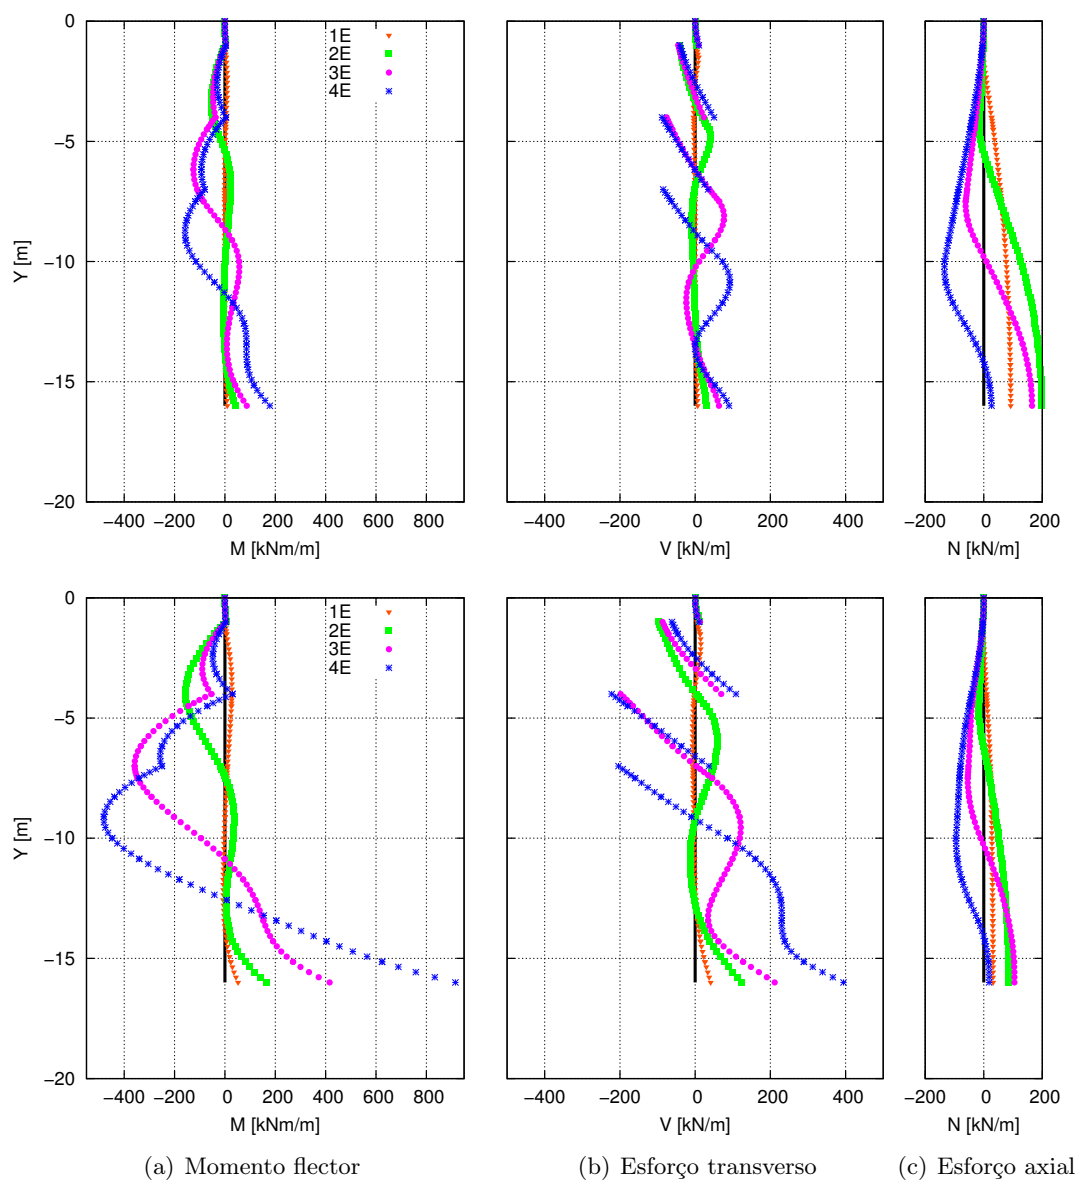 0
−5
−10
−15
−20
Y [m]
1E
2E
3E
4E
−400 −200 0 200 400 600 800
M [kNm/m]
−400 −200 0 200 400
V [kN/m]
−200 0 200
N [kN/m]
0
−5
−10
−15
−20
Y [m]
1E
2E
3E
4E
−400 −200 0 200 400 600 800
M [kNm/m]
−400 −200 0 200 400
V [kN/m]
−200 0 200
N [kN/m]
(a) Momento flector
(b) Esforço transverso
(c) Esforço axial